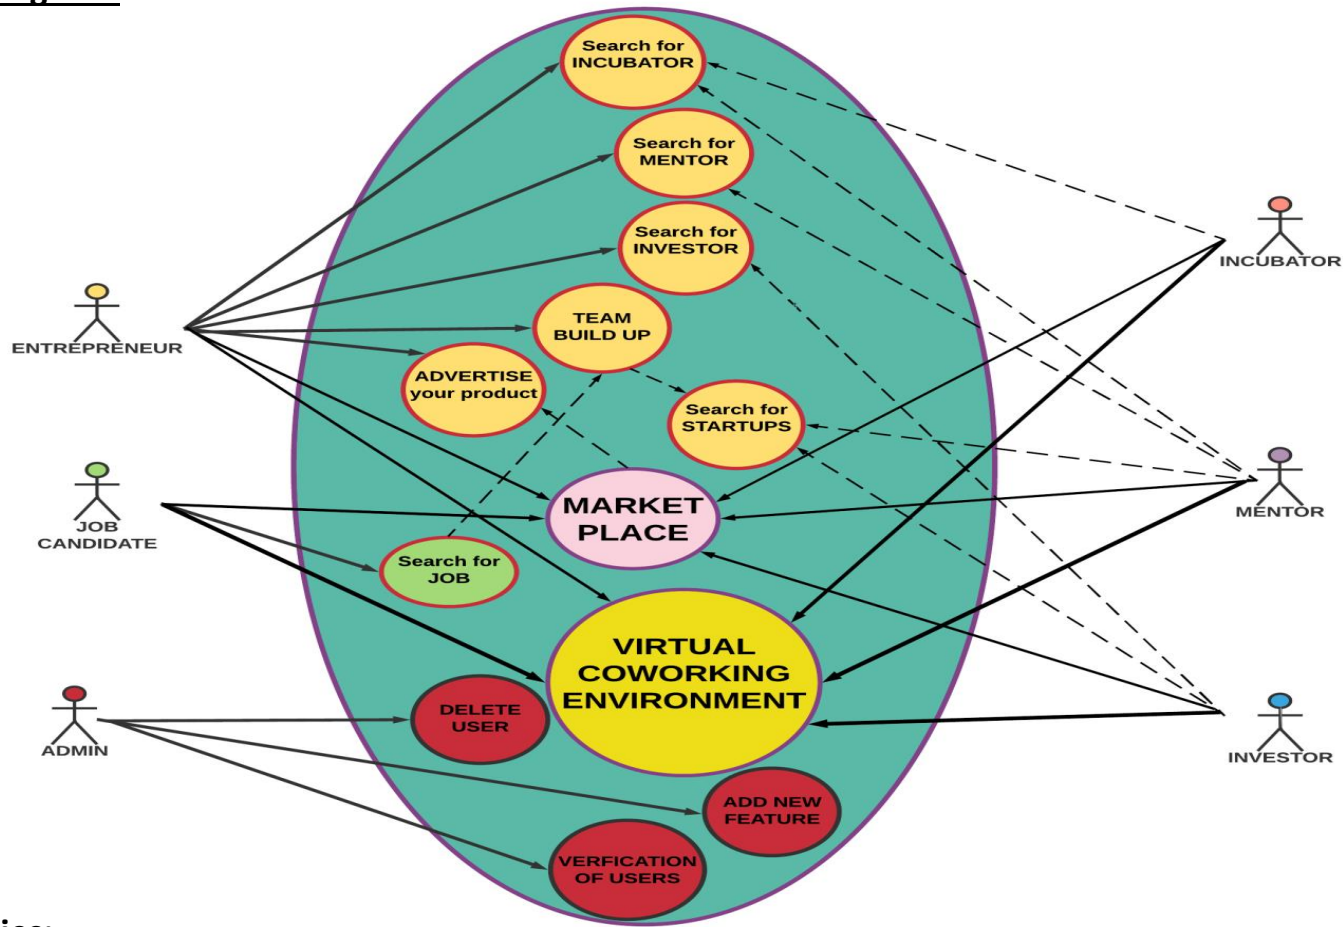 Search for
INCUBATOR
Search for
MENTOR
Search for
INVESTOR
TEAM
BUILD UP
ADVERTISE
your product
Search for
STARTUPS
MARKET
PLACE
Search for
JOB
VIRTUAL
COWORKING
ENVIRONMENT
DELETE
USER
ADD NEW
FEATURE
VERFICATION
OF USERS
ENTREPRENEUR
JOB
CANDIDATE
ADMIN
INCUBATOR
MENTOR
INVESTOR